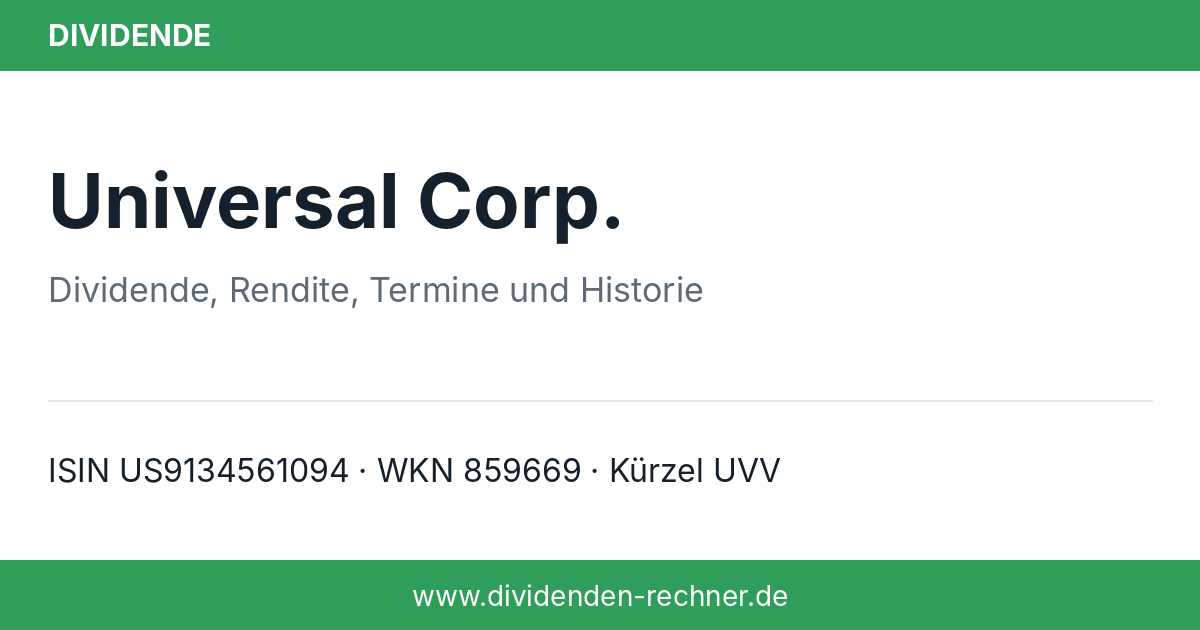 DIVIDENDE
Universal Corp.
Dividende, Rendite, Termine und Historie
ISIN US9134561094 · WKN 859669 · Kürzel UVV
www.dividenden-rechner.de